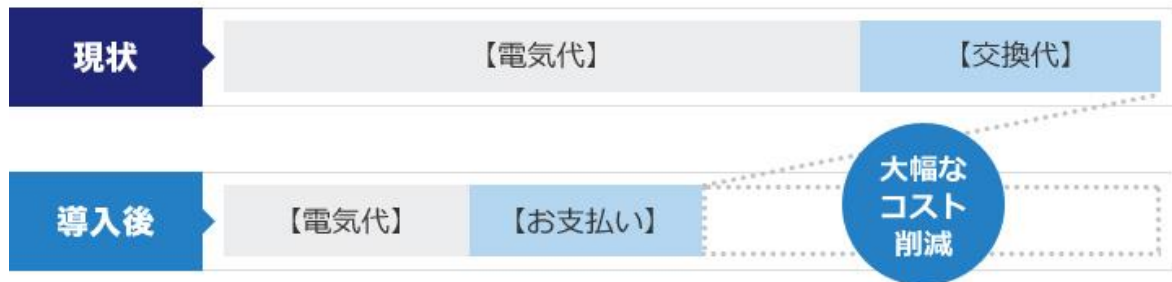 現状
【電気代】
【交換代】
大幅な
コスト
削減
導入後
【電気代】
【お支払い】